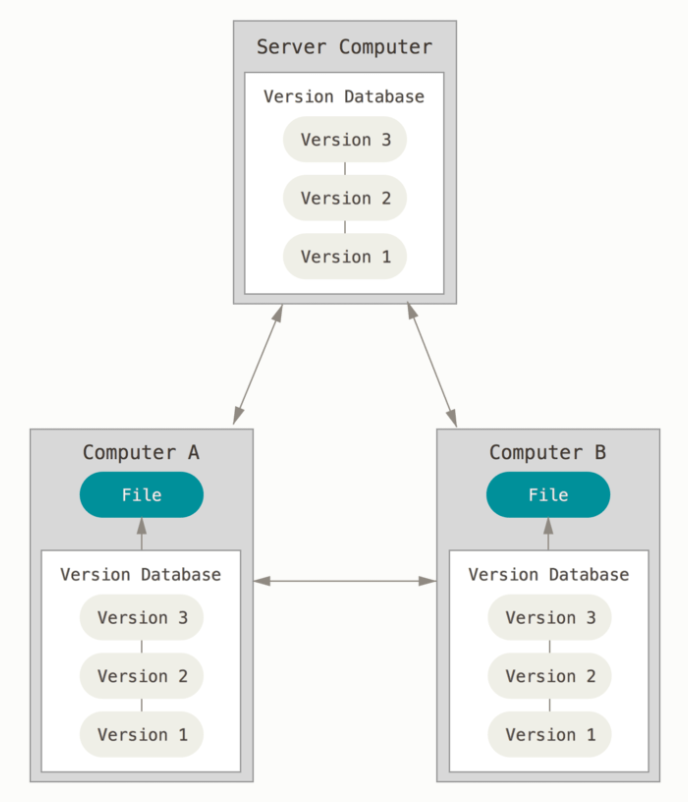 Server Computer
Version Database
Version 3
Version 2
Version 1
Computer A
File
Version Database
Version 3
Version 2
Version 1
Computer B
File
Version Database
Version 3
Version 2
Version 1